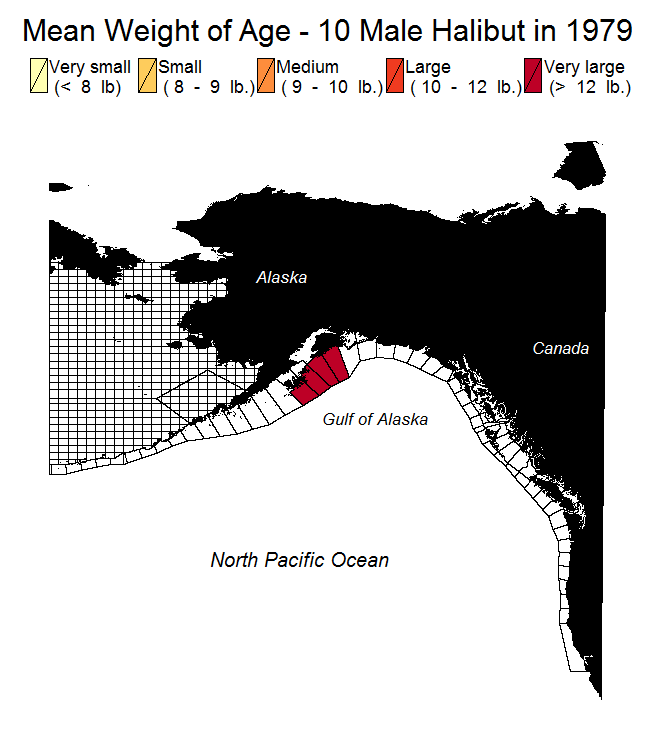 Mean Weight of Age - 10 Male Halibut in 1979
Very small Small Medium Large Very large
(< 8 lb) ( 8 - 9 lb.) ( 9 - 10 lb.) ( 10 - 12 lb.) (> 12 lb.)
Alaska
Canada
Gulf of Alaska
North Pacific Ocean